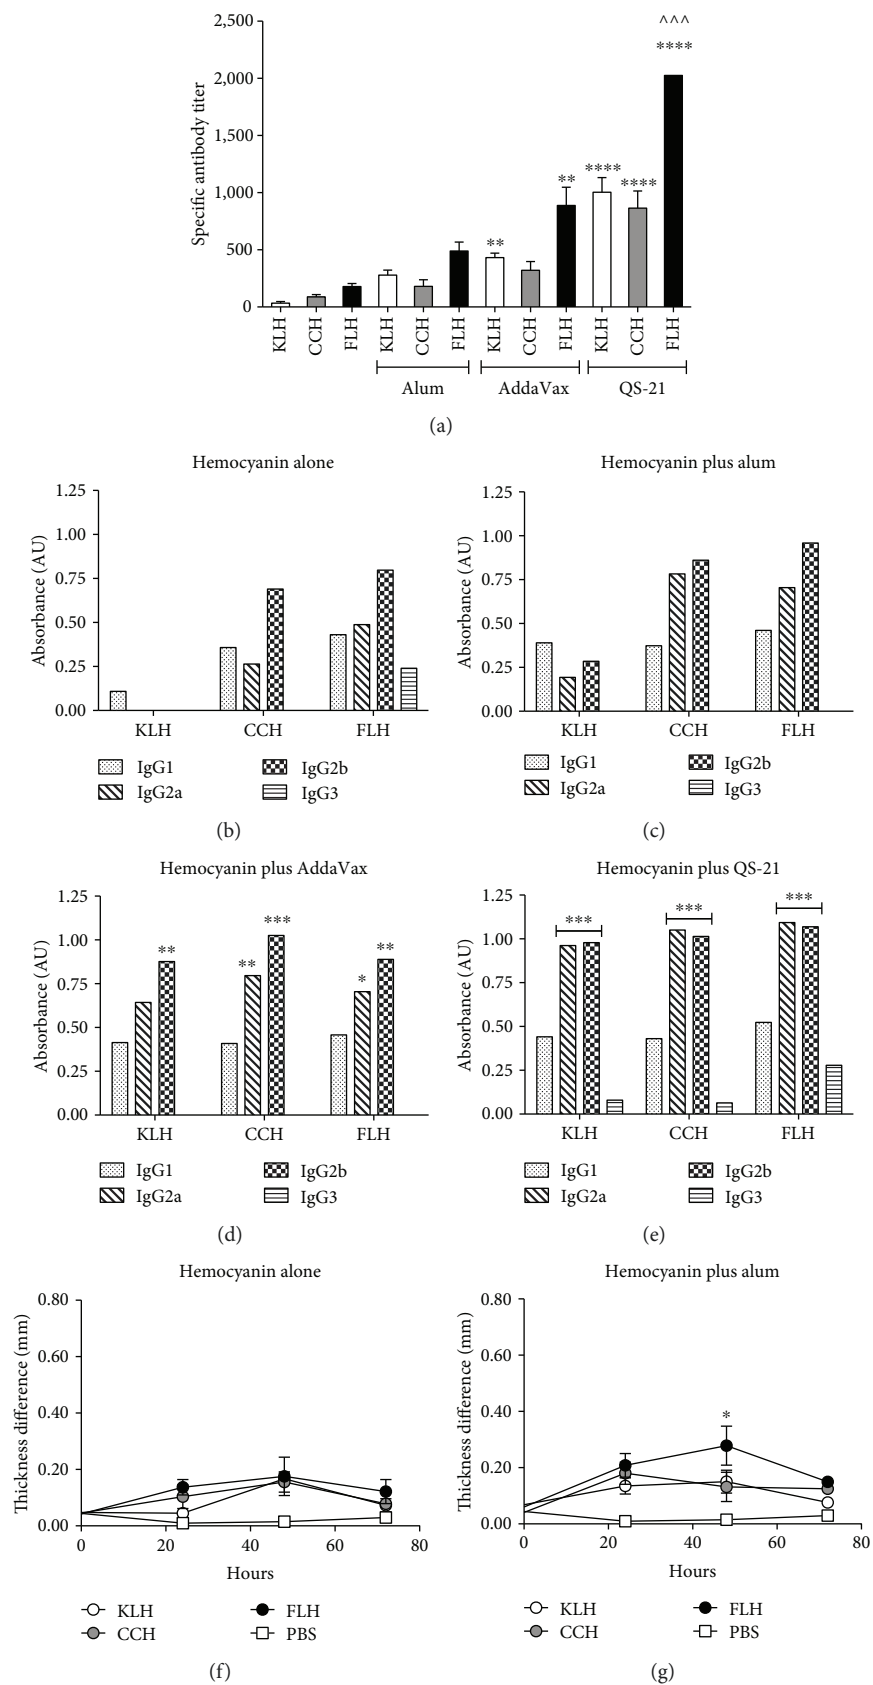 2,500
2,000
1,500
1,000
500
0
Specific antibody titer
^^^
****
****
****
**
**
KLH
CCH
FLH
KLH
CCH
FLH
KLH
CCH
FLH
KLH
CCH
FLH
Alum
AddaVax
QS-21
(a)
Hemocyanin alone
1.25
1.00
0.75
0.50
0.25
0.00
Absorbance (AU)
KLH
CCH
FLH
IgG1
IgG2b
IgG2a
IgG3
(b)
Hemocyanin plus alum
1.25
1.00
0.75
0.50
0.25
0.00
Absorbance (AU)
KLH
CCH
FLH
IgG1
IgG2b
IgG2a
IgG3
(c)
Hemocyanin plus AddaVax
1.25
1.00
0.75
0.50
0.25
0.00
Absorbance (AU)
**
**
***
*
**
KLH
CCH
FLH
IgG1
IgG2b
IgG2a
IgG3
(d)
Hemocyanin plus QS-21
1.25
1.00
0.75
0.50
0.25
0.00
Absorbance (AU)
***
***
***
KLH
CCH
FLH
IgG1
IgG2b
IgG2a
IgG3
(e)
Hemocyanin alone
0.80
0.60
0.40
0.20
0.00
Thickness difference (mm)
0
20
40
60
80
Hours
KLH
FLH
CCH
PBS
(f)
Hemocyanin plus alum
0.80
0.60
0.40
0.20
0.00
Thickness difference (mm)
*
0
20
40
60
80
Hours
KLH
FLH
CCH
PBS
(g)